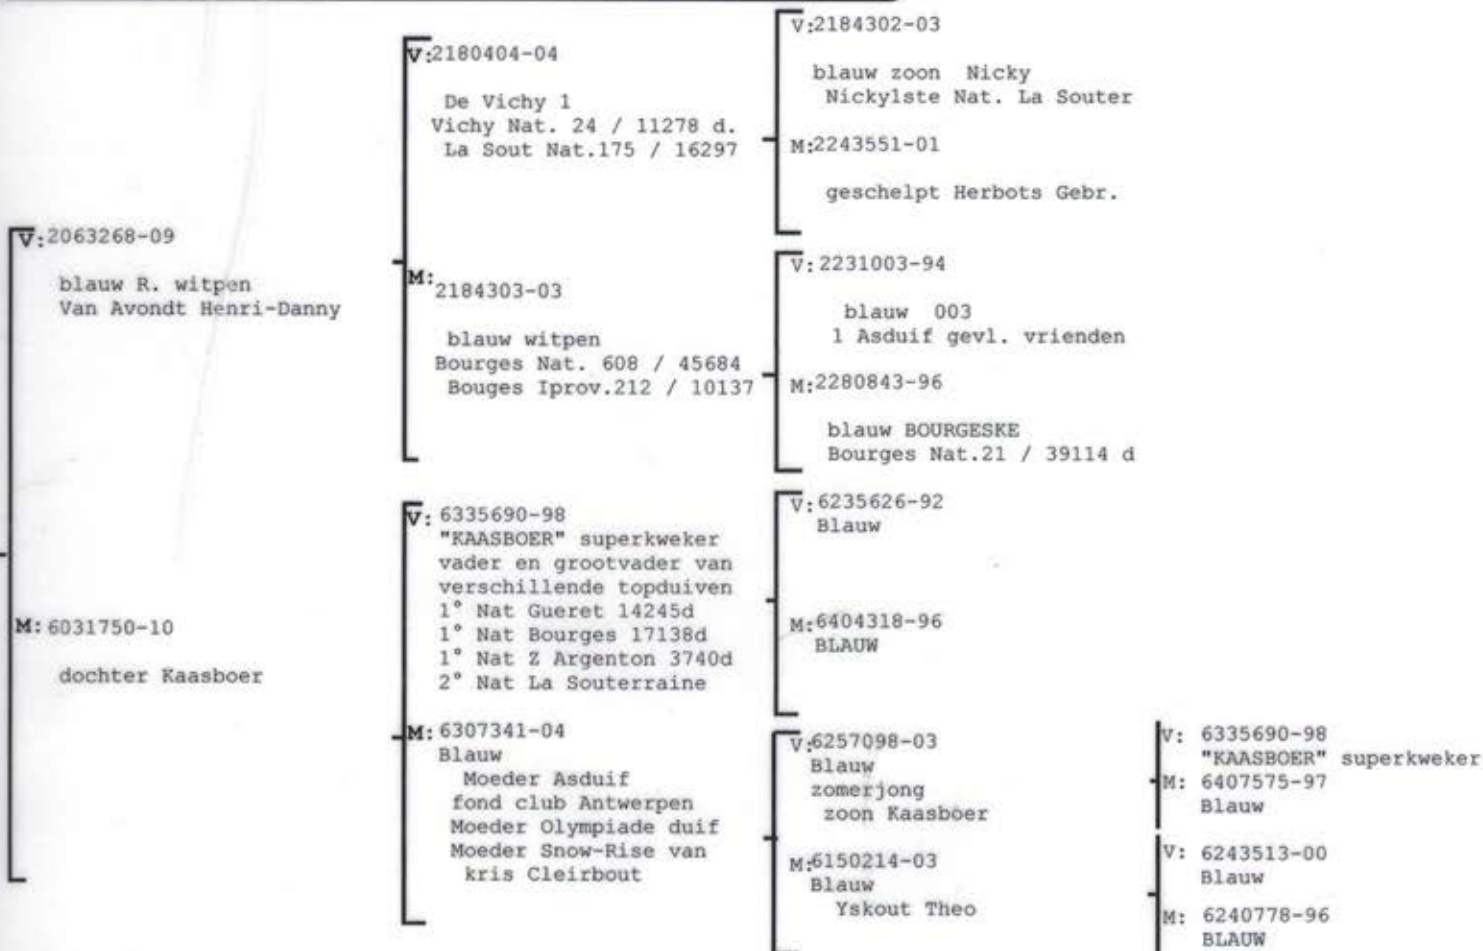 V:2063268-09
blauw R. witpen
Van Avondt Henri-Danny
M: 6031750-10
dochter Kaasboer
V:2180404-04
De Vichy 1
Vichy Nat. 24 / 11278 d.
La Sout Nat.175 / 16297
M:
2184303-03
blauw witpen
Bourges Nat. 608 / 45684
Bouges Iprov.212 / 10137
V: 6335690-98
"KAASBOER" superkweker
vader en grootvader van
verschillende topduiven
1° Nat Gueret 14245d
1° Nat Bourges 17138d
1° Nat Z Argenton 3740d
2° Nat La Souterraine
M: 6307341-04
Blauw
Moeder Asduif
fond club Antwerpen
Moeder Olympiade duif
Moeder Snow-Rise van
kris Cleirbout
V:2184302-03
blauw zoon Nicky
Nicky1ste Nat. La Souter
M:2243551-01
geschelpt Herbots Gebr.
V: 2231003-94
blauw 003
1 Asduif gevl. vrienden
M:2280843-96
blauw BOURGESKE
Bourges Nat.21 / 39114 d
V: 6235626-92
Blauw
M:6404318-96
BLAUW
V:6257098-03
Blauw
zomerjong
zoon Kaasboer
M:6150214-03
Blauw
Yskout Theo
V: 6335690-98
"KAASBOER" superkweker
M: 6407575-97
Blauw
V: 6243513-00
Blauw
M: 6240778-96
BLAUW